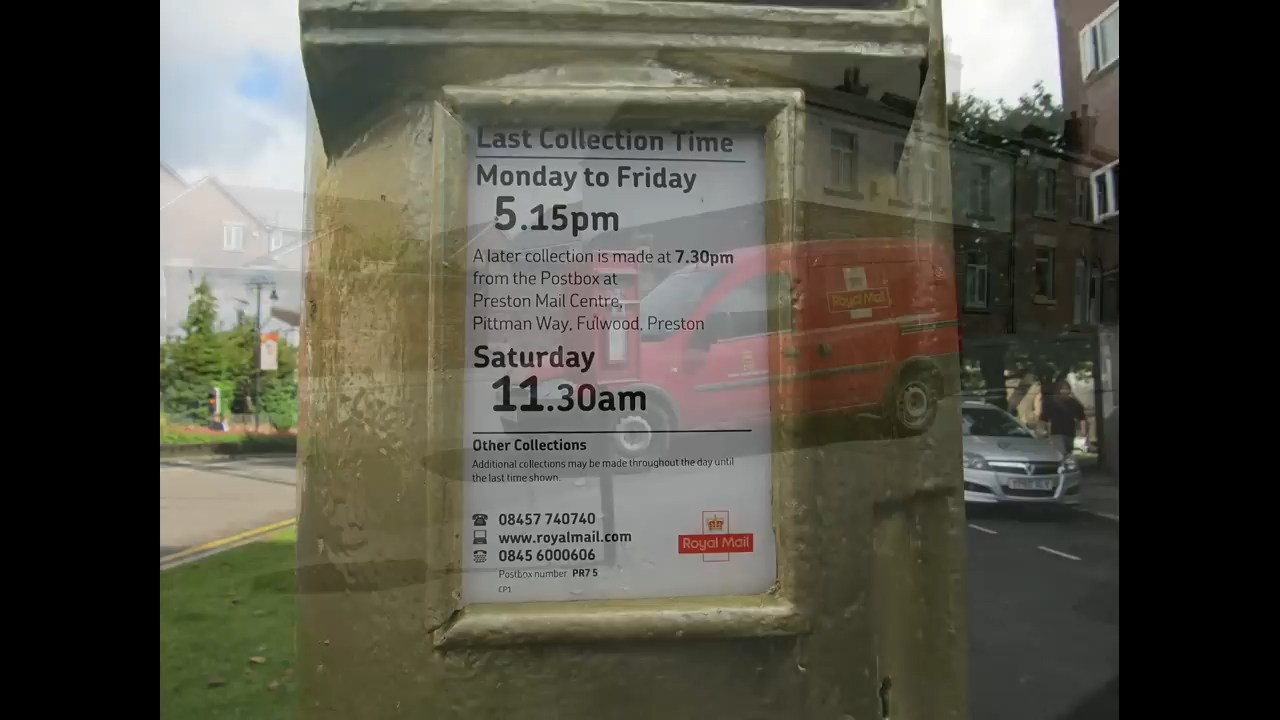 Last Collection Time
Monday to Friday
5.15pm
A later collection is made at 7.30pm
from the Postbox at
Preston Mail Centre,
Pittman Way, Fulwood, Preston
Saturday
11.30am
Other Collections
Additional collections may be made throughout the day until
the last time shown.
08457 740740
www.royalmail.com
0845 6000606
Postbox number PR7 5
CP1
Royal Mail
Royal Mail